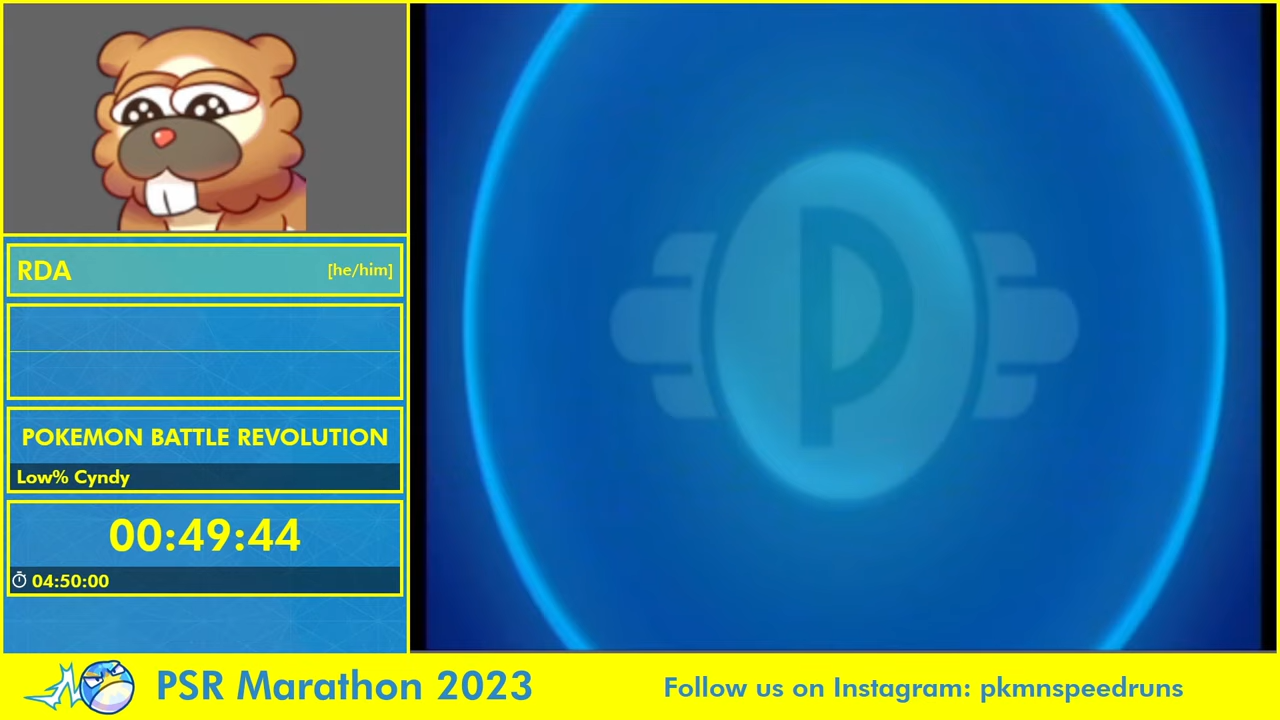 RDA
[he/him]
POKEMON BATTLE REVOLUTION
Low% Cyndy
00:49:44
04:50:00
P
PSR Marathon 2023
Follow us on Instagram: pkmnspeedruns